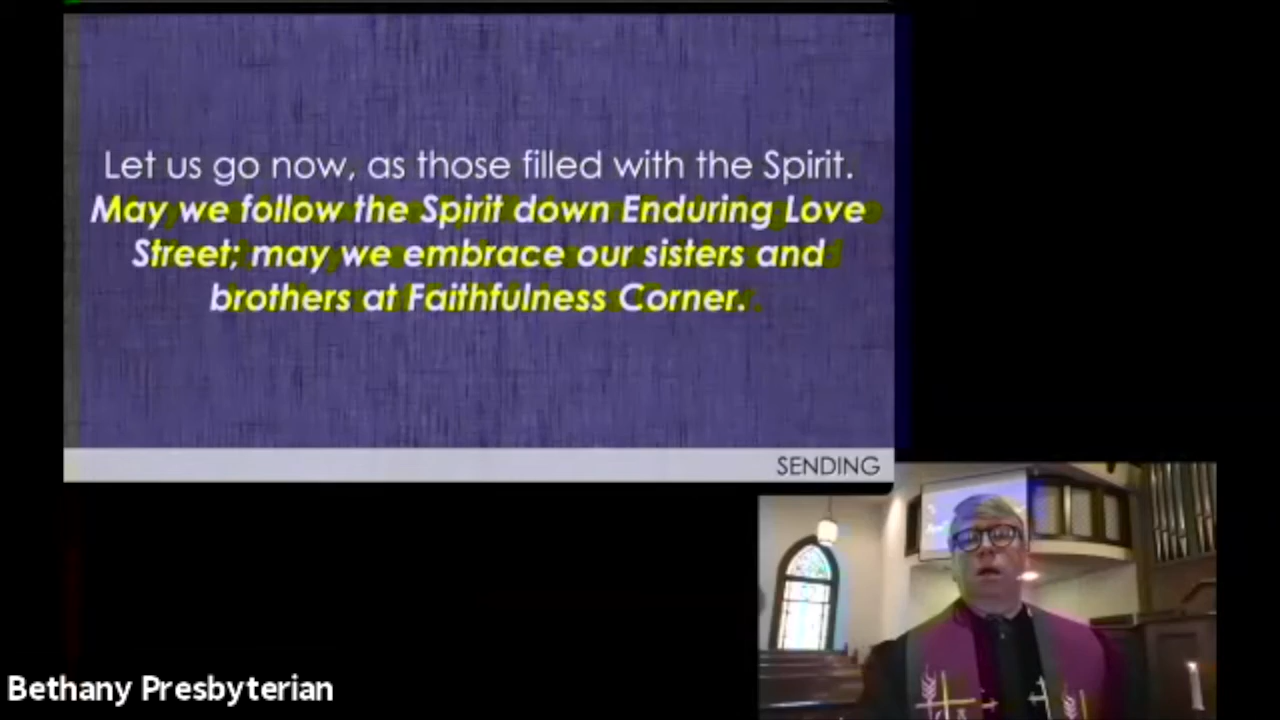 Let us go now, as those filled with the Spirit.
May we follow the Spirit down Enduring Love
Street; may we embrace our sisters and
brothers at Faithfulness Corner.
SENDING
Bethany Presbyterian